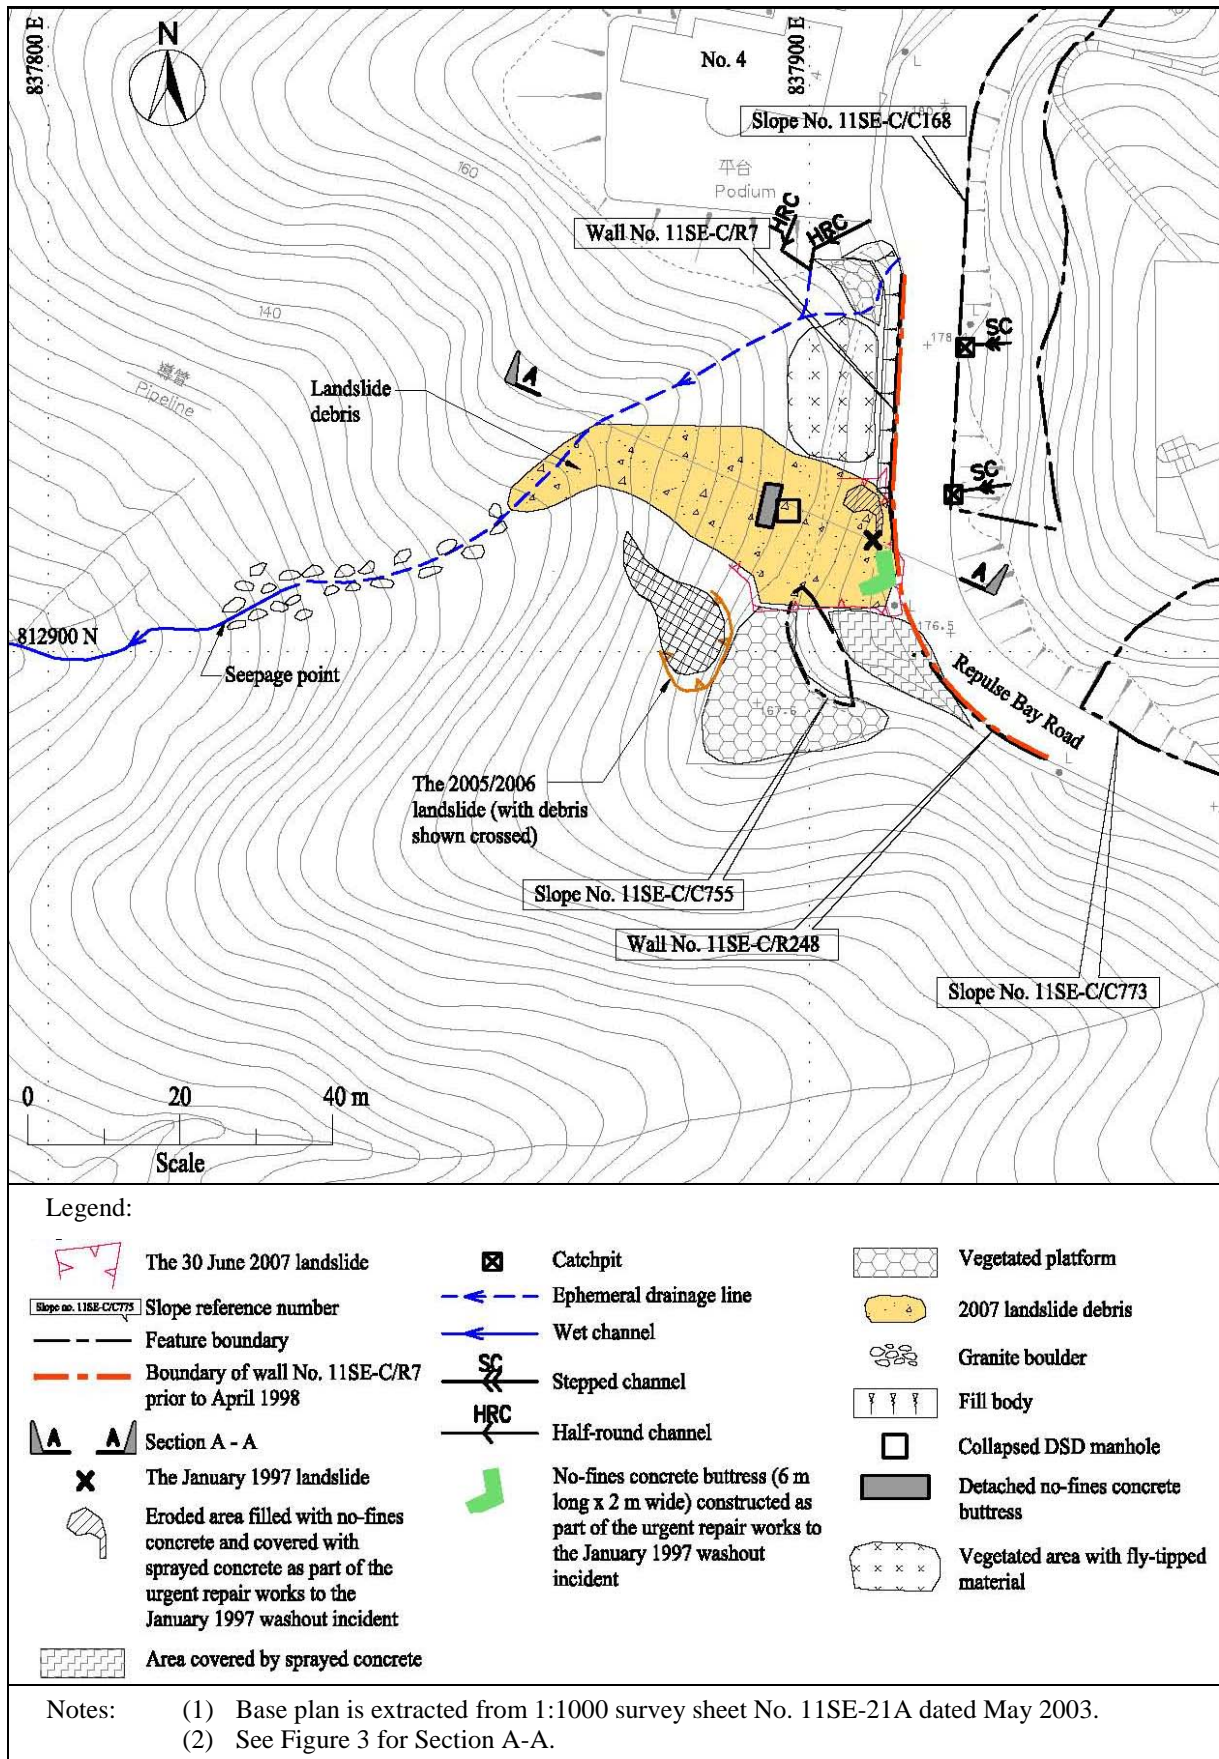 837800 E
N
No. 4
837900 E
L
180.2
Slope No. 11SE-C/C168
160
平台
Podium
HRC
HRC
Wall No. 11SE-C/R7
140
L
178
SC
導管
Pipeline
A
Landslide
debris
SC
A
812900 N
176.5
Seepage point
Repulse Bay Road
167.6
L
The 2005/2006
landslide (with debris
shown crossed)
Slope No. 11SE-C/C755
Wall No. 11SE-C/R248
Slope No. 11SE-C/C773
0 20 40 m
Scale
Legend:
The 30 June 2007 landslide
Slope no. 11SE-C/C775
Slope reference number
Feature boundary
Boundary of wall No. 11SE-C/R7
prior to April 1998
A A
Section A - A
The January 1997 landslide
Eroded area filled with no-fines
concrete and covered with
sprayed concrete as part of the
urgent repair works to the
January 1997 washout incident
Area covered by sprayed concrete
Catchpit
Ephemeral drainage line
Wet channel
SC
Stepped channel
HRC
Half-round channel
No-fines concrete buttress (6 m
long x 2 m wide) constructed as
part of the urgent repair works to
the January 1997 washout
incident
Vegetated platform
2007 landslide debris
Granite boulder
Fill body
Collapsed DSD manhole
Detached no-fines concrete
buttress
Vegetated area with fly-tipped
material
Notes: (1) Base plan is extracted from 1:1000 survey sheet No. 11SE-21A dated May 2003.
(2) See Figure 3 for Section A-A.